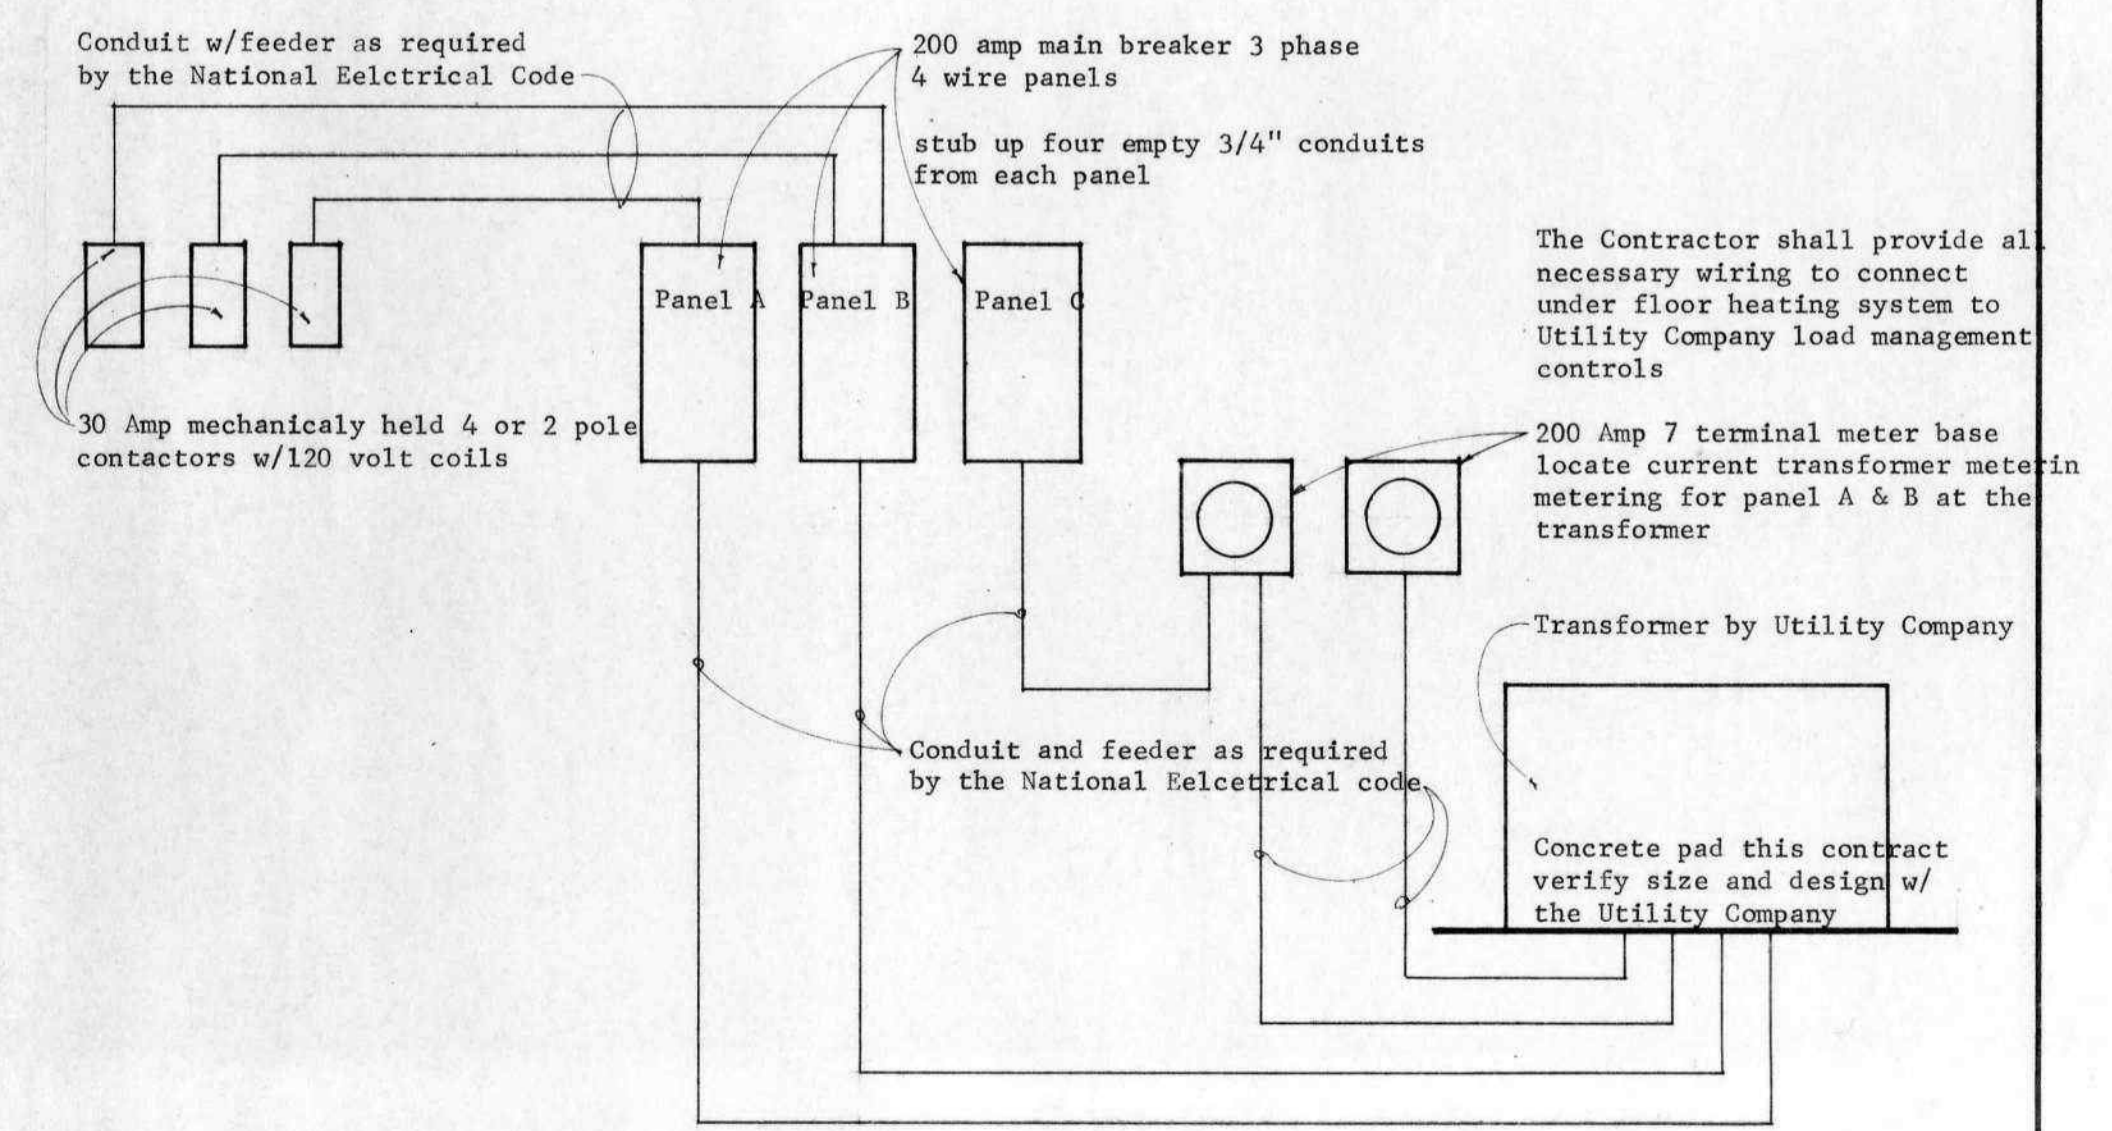 Conduit w/feeder as required
by the National Eelctrical Code
200 amp main breaker 3 phase
4 wire panels
stub up four empty 3/4" conduits
from each panel
The Contractor shall provide all
necessary wiring to connect
under floor heating system to
Utility Company load management
controls
Panel A
Panel B
Panel C
30 Amp mechanicaly held 4 or 2 pole
contactors w/120 volt coils
200 Amp 7 terminal meter base
locate current transformer meterin
metering for panel A & B at the
transformer
Transformer by Utility Company
Conduit and feeder as required
by the National Eelcetrical code
Concrete pad this contract
verify size and design w/
the Utility Company